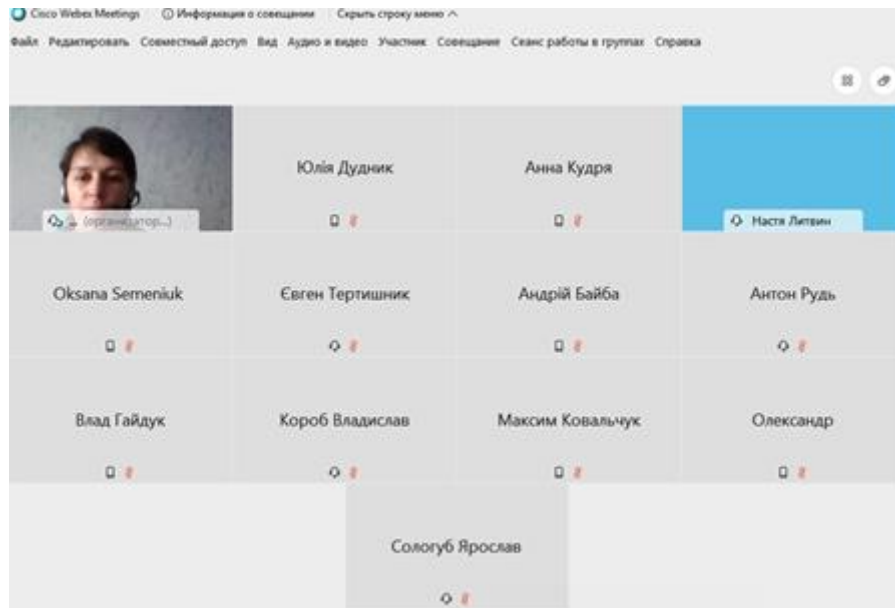 Cisco Webex Meetings Информация о совещании Скрыть строку меню
Файл Редактировать Совместный доступ Вид Аудио и видео Участник Совещание Сеанс работы в группах Справка
(организатор...)
Юлія Дудник
Анна Кудря
Настя Литвин
Oksana Semeniuk
Євген Тертишник
Андрій Байба
Антон Рудь
Влад Гайдук
Короб Владислав
Максим Ковальчук
Олександр
Сологуб Ярослав